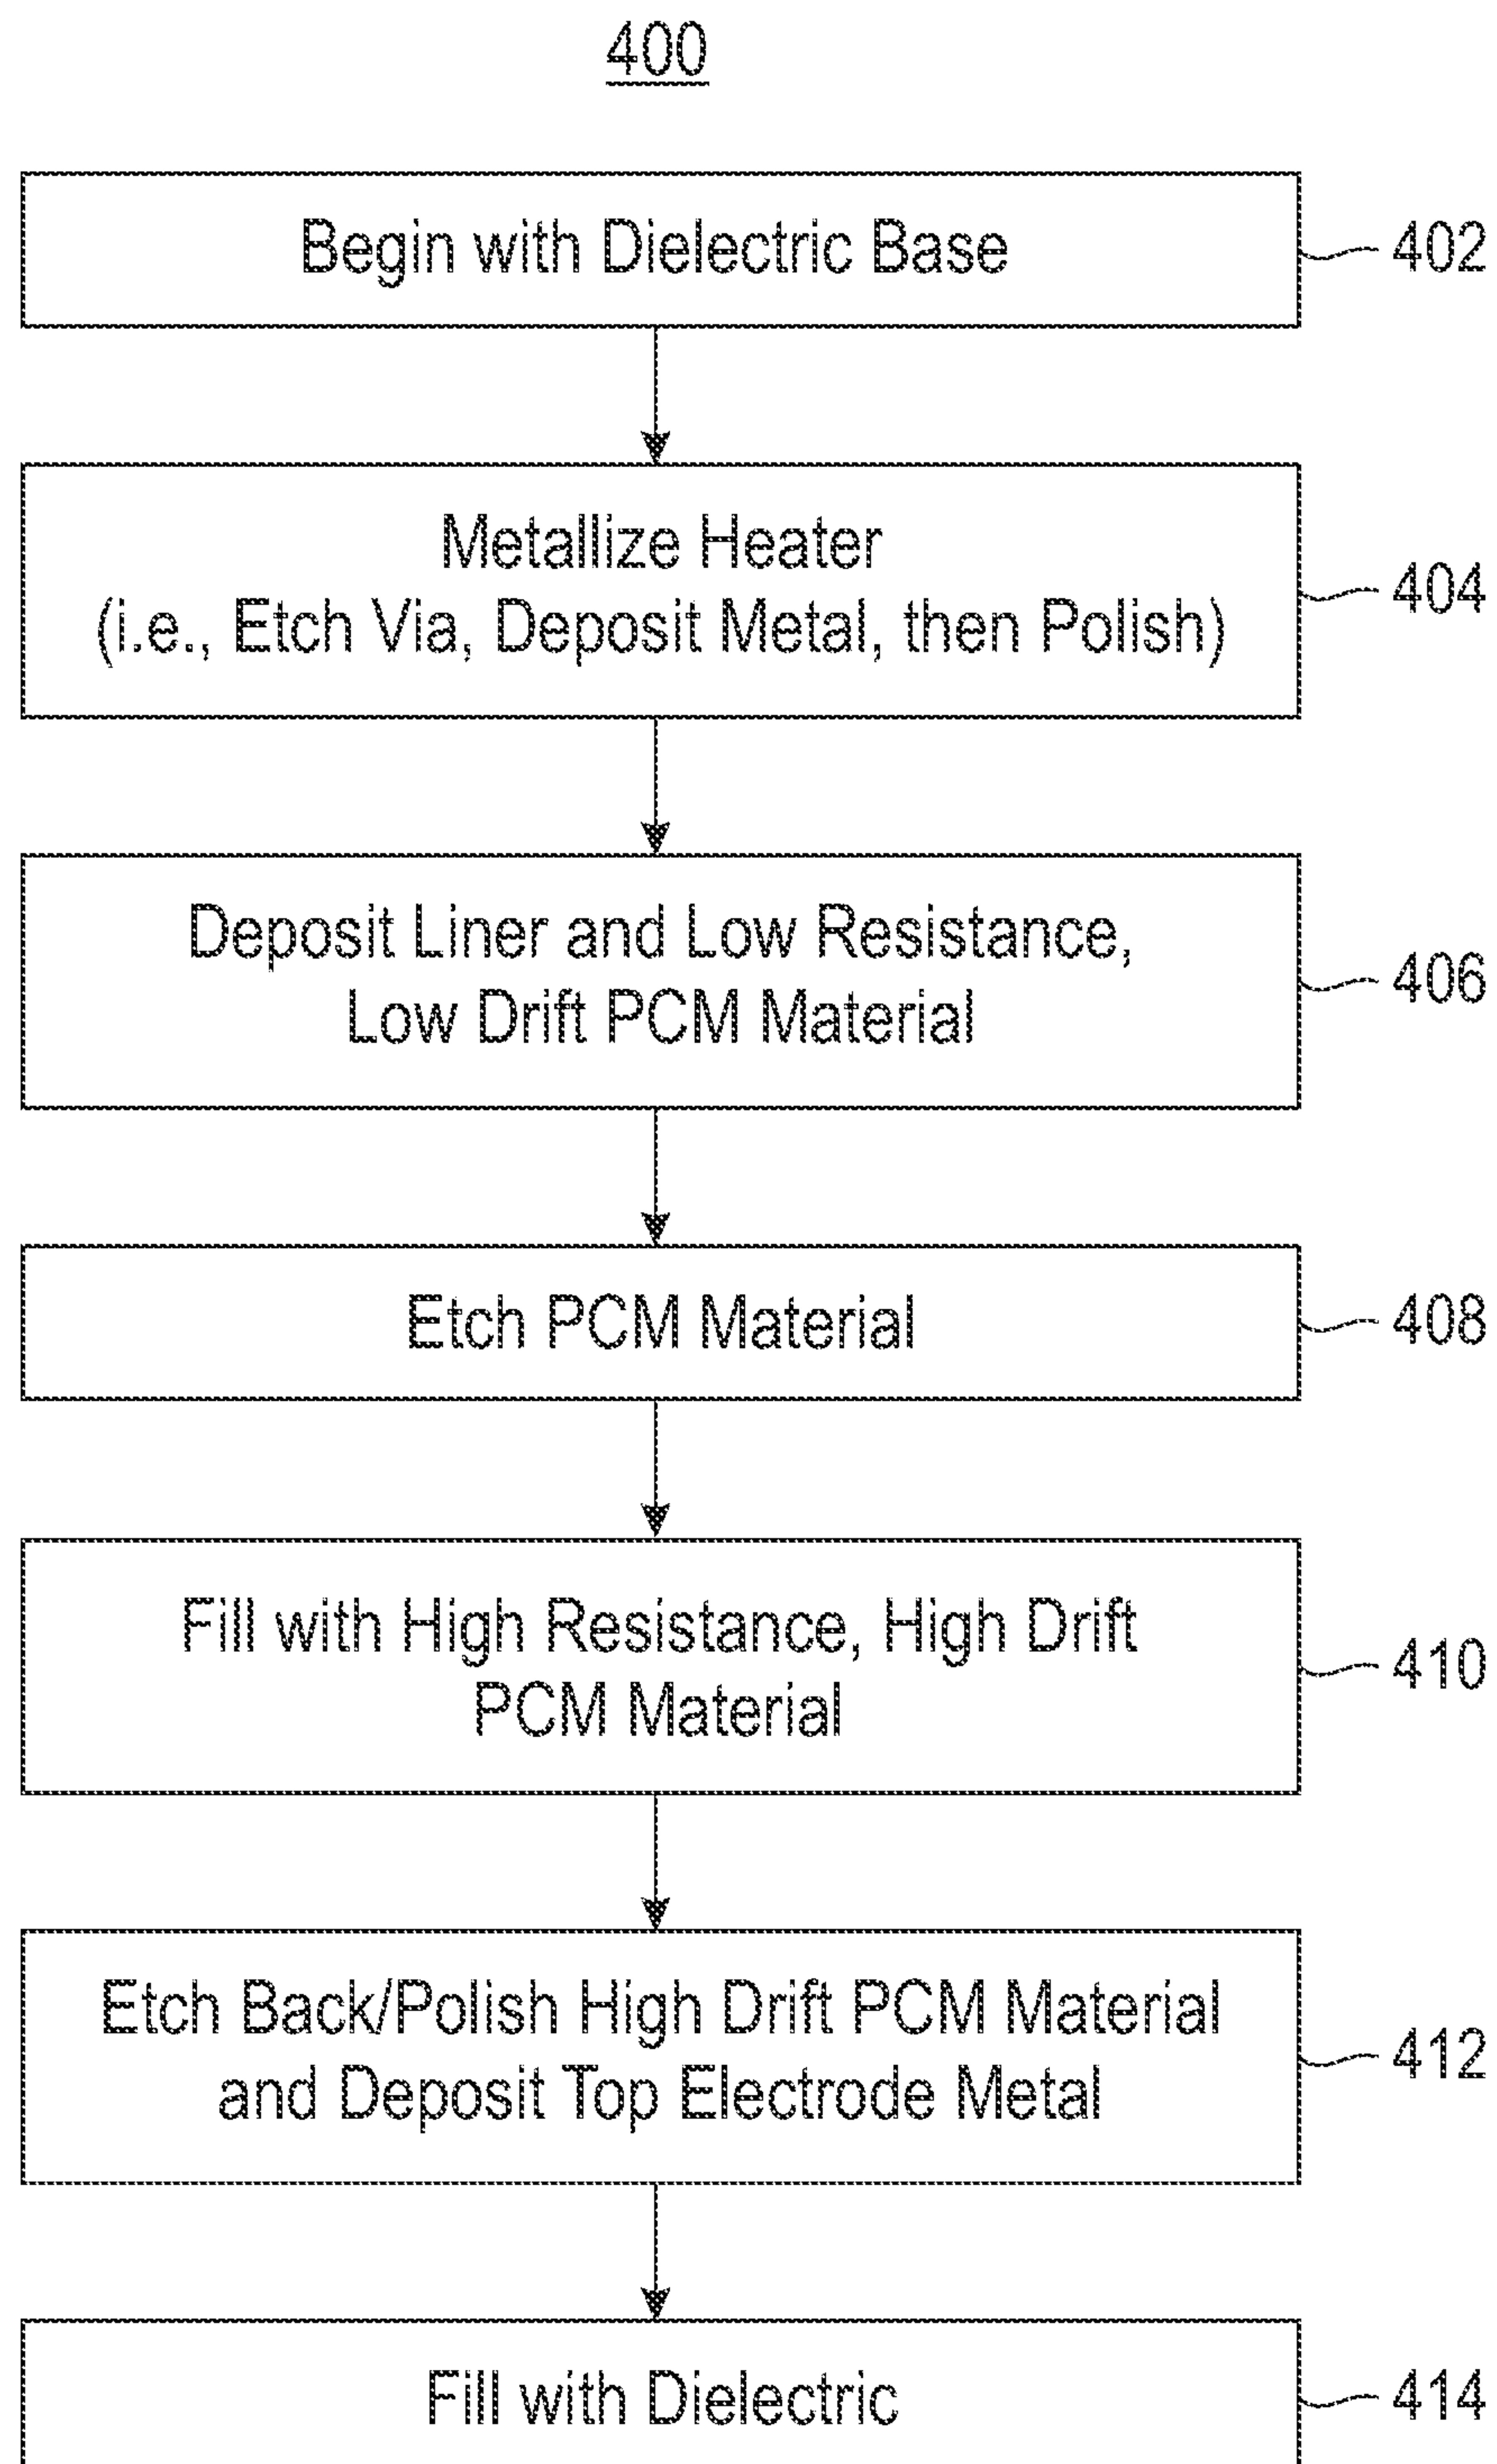 400
Begin with Dielectric Base
402
Metallize Heater
(i.e., Etch Via, Deposit Metal, then Polish)
404
Deposit Liner and Low Resistance,
Low Drift PCM Material
406
Etch PCM Material
408
Fill with High Resistance, High Drift
PCM Material
410
Etch Back/Polish High Drift PCM Material
and Deposit Top Electrode Metal
412
Fill with Dielectric
414